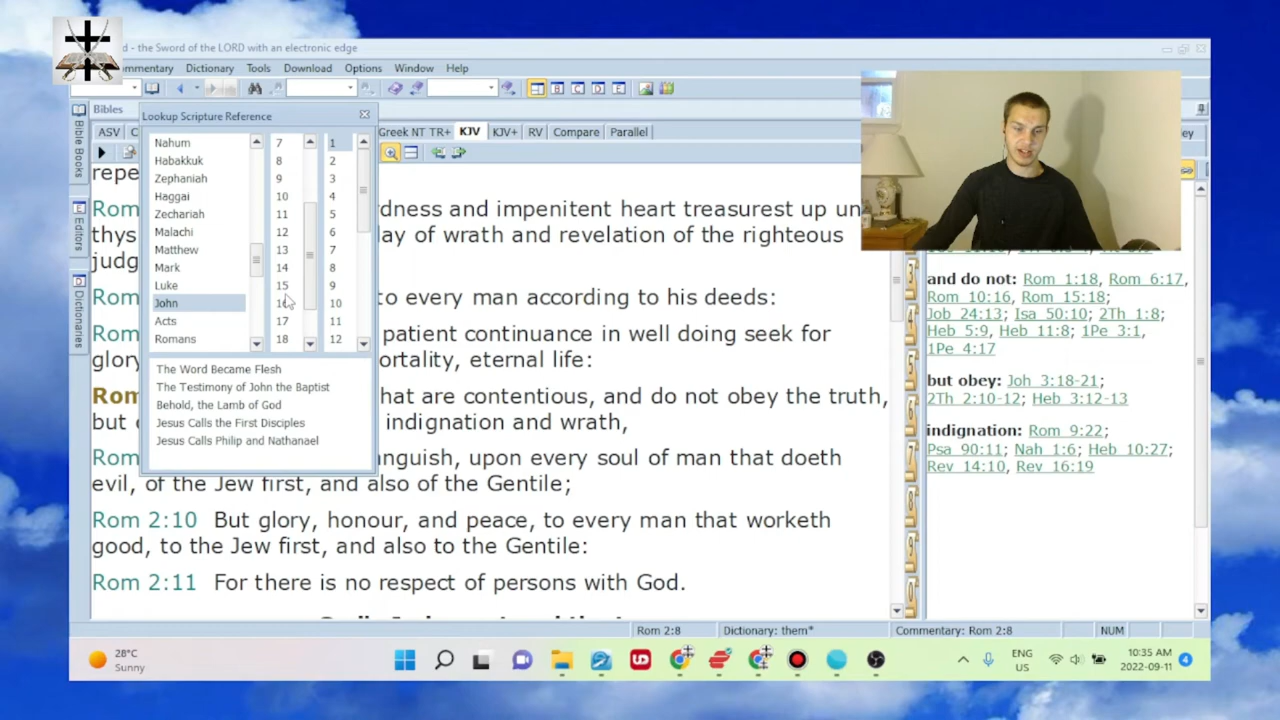 d - the Sword of the LORD with an electronic edge
mmentary Dictionary Tools Download Options Window Help
Bibles
Lookup Scripture Reference
ASV C Greek NT TR+ KJV KJV+ RV Compare Parallel
ey
Bible Books
Editors
Dictionaries
Nahum 7 1
Habakkuk 8 2
Zephaniah 9 3
Haggai 10 4
Zechariah 11 5
Malachi 12 6
Matthew 13 7
Mark 14 8
Luke 15 9
John 16 10
Acts 17 11
Romans 18 12
The Word Became Flesh
The Testimony of John the Baptist
Behold, the Lamb of God
Jesus Calls the First Disciples
Jesus Calls Philip and Nathanael
repe
Rom rdness and impenitent heart treasurest up un
thys lay of wrath and revelation of the righteous
judg
Rom to every man according to his deeds:
Rom patient continuance in well doing seek for
glory ortality, eternal life:
Rom hat are contentious, and do not obey the truth,
but o indignation and wrath,
Rom nguish, upon every soul of man that doeth
evil, of the Jew first, and also of the Gentile;
Rom 2:10 But glory, honour, and peace, to every man that worketh
good, to the Jew first, and also to the Gentile:
Rom 2:11 For there is no respect of persons with God.
and do not: Rom 1:18, Rom 6:17,
Rom 10:16, Rom 15:18;
Job 24:13; Isa 50:10; 2Th 1:8;
Heb 5:9, Heb 11:8; 1Pe 3:1,
1Pe 4:17
but obey: Joh 3:18-21;
2Th 2:10-12; Heb 3:12-13
indignation: Rom 9:22;
Psa 90:11; Nah 1:6; Heb 10:27;
Rev 14:10, Rev 16:19
Rom 2:8 Dictionary: them* Commentary: Rom 2:8 NUM
28°C
Sunny
ENG
US
10:35 AM
2022-09-11
4